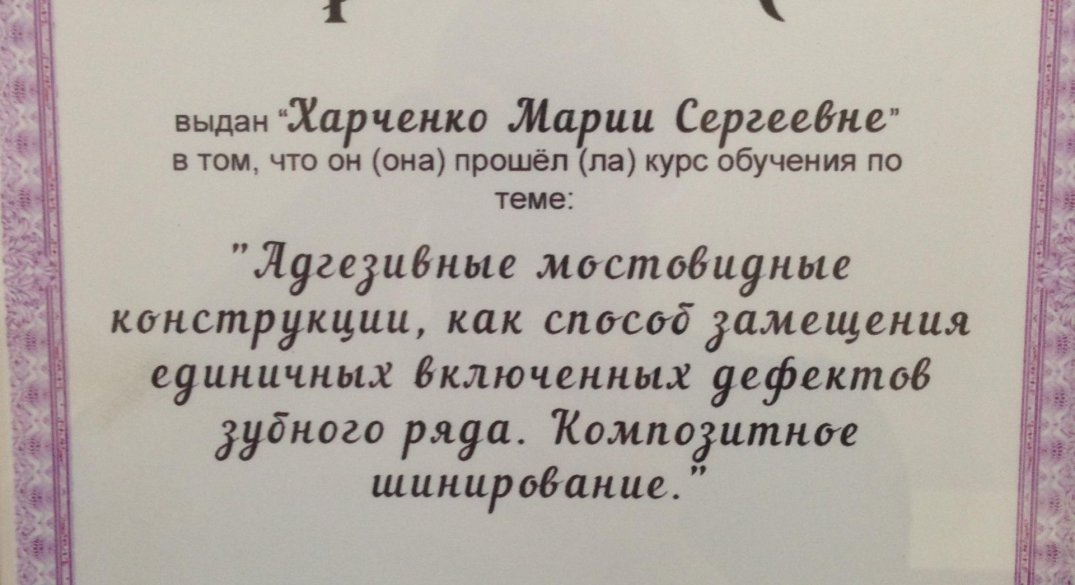 выдан "Харченко Марии Сергеевне"
в том, что он (она) прошёл (ла) курс обучения по
теме:
"Адгезивные мостовидные
конструкции, как способ замещения
единичных включенных дефектов
зубного ряда. Композитное
шинирование."